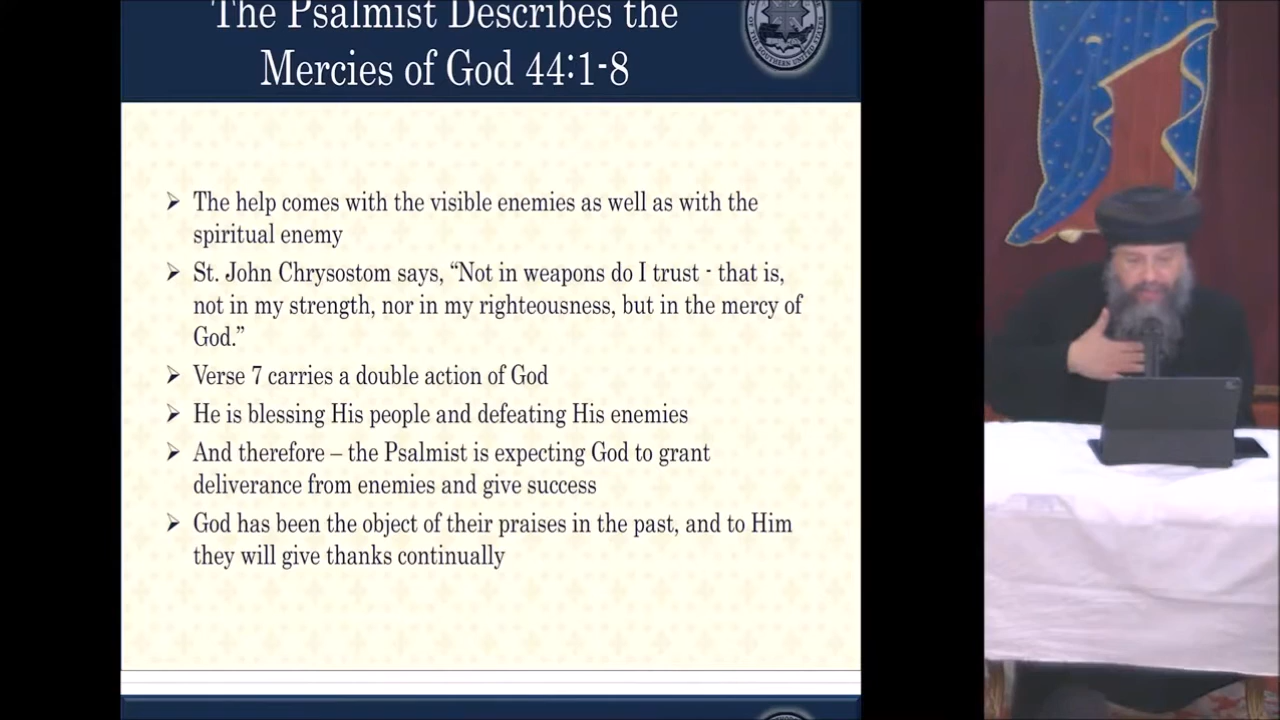 The Psalmist Describes the
Mercies of God 44:1-8
OF THE SOUTHERN UNITED STATES
➢ The help comes with the visible enemies as well as with the
spiritual enemy
➢ St. John Chrysostom says, “Not in weapons do I trust - that is,
not in my strength, nor in my righteousness, but in the mercy of
God.”
➢ Verse 7 carries a double action of God
➢ He is blessing His people and defeating His enemies
➢ And therefore – the Psalmist is expecting God to grant
deliverance from enemies and give success
➢ God has been the object of their praises in the past, and to Him
they will give thanks continually